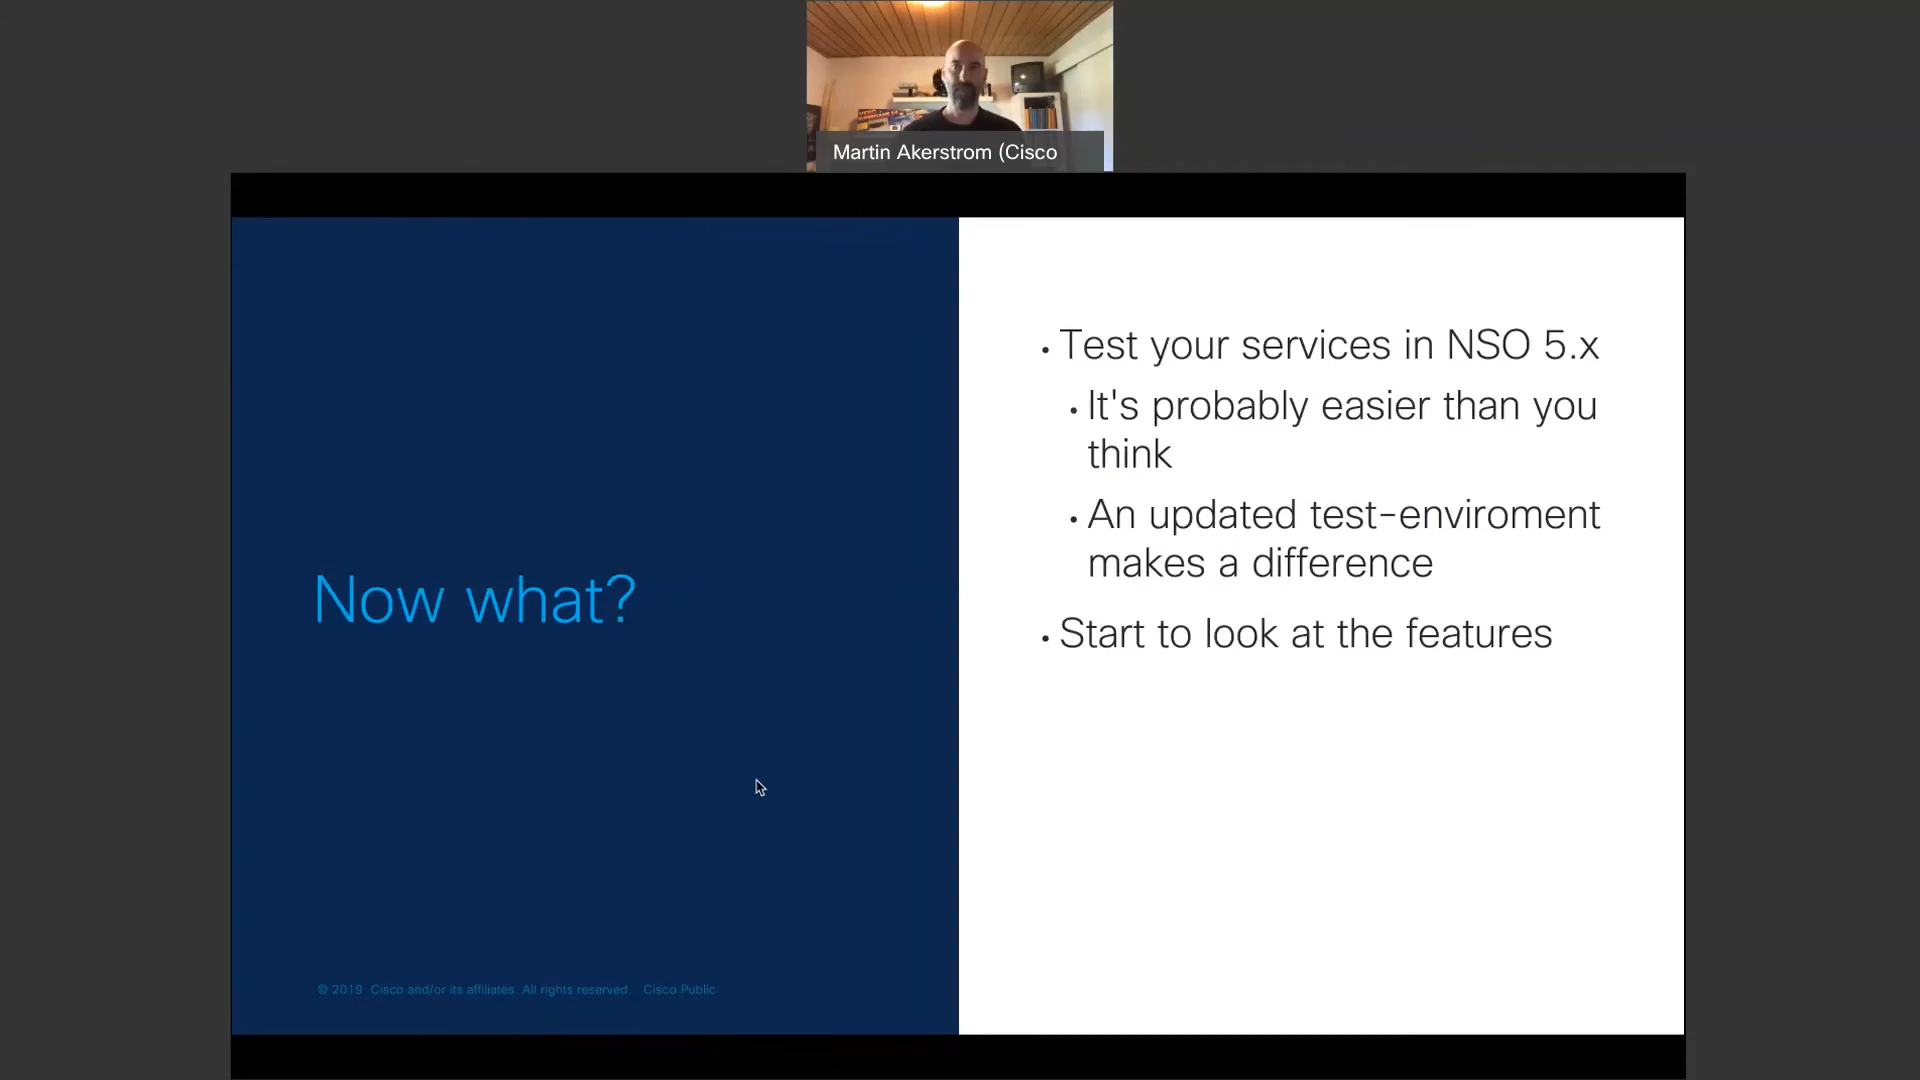 Martin Akerstrom (Cisco
Test your services in NSO 5.x
It's probably easier than you
think
An updated test-enviroment
makes a difference
Start to look at the features
Now what?
© 2019 Cisco and/or its affiliates. All rights reserved. Cisco Public